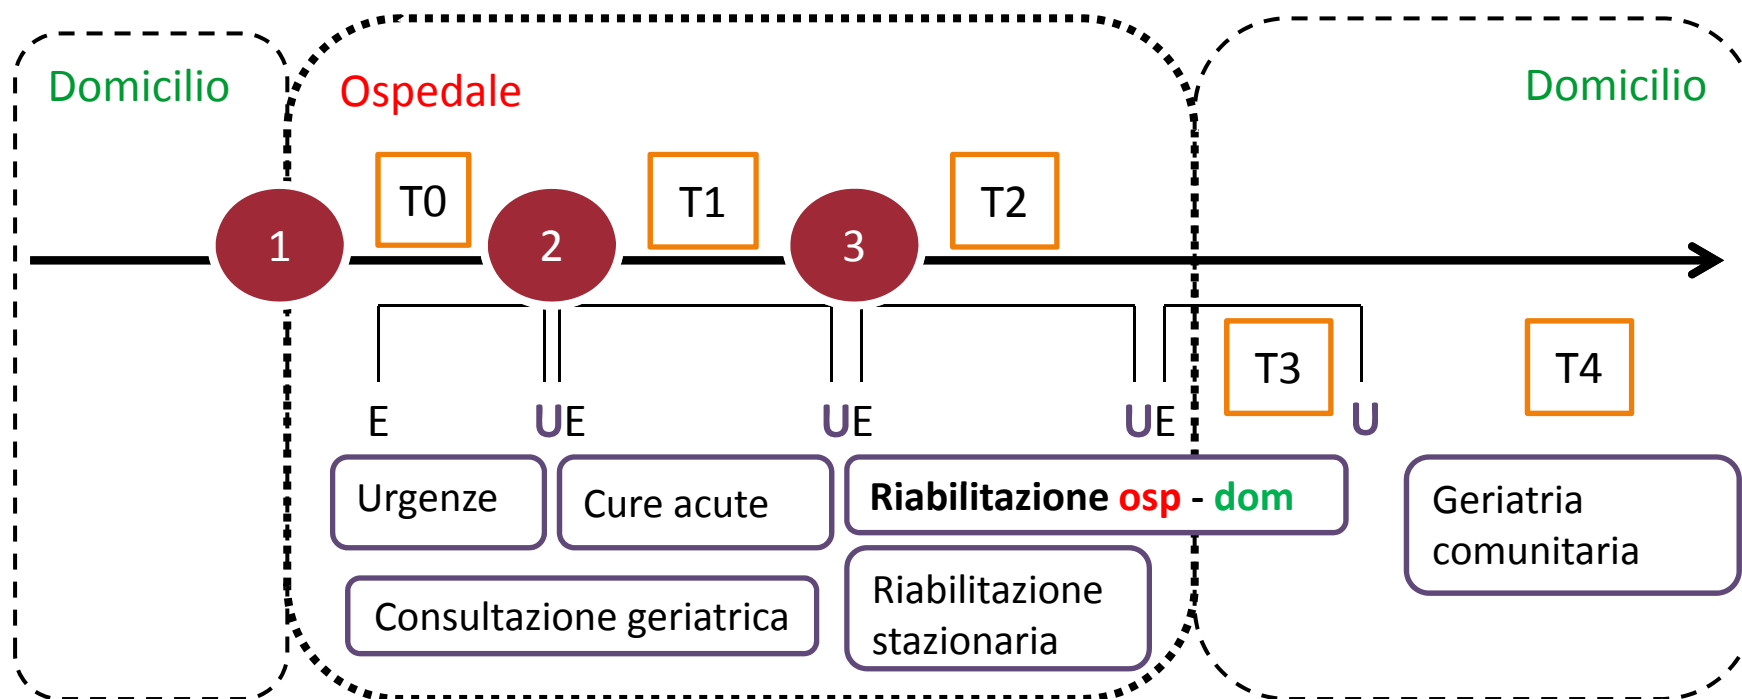 Domicilio
Ospedale
Domicilio
T0
T1
T2
1
2
3
T3
T4
E
UE
UE
UE
U
Urgenze
Cure acute
Riabilitazione osp - dom
Geriatria
comunitaria
Consultazione geriatrica
Riabilitazione
stazionaria